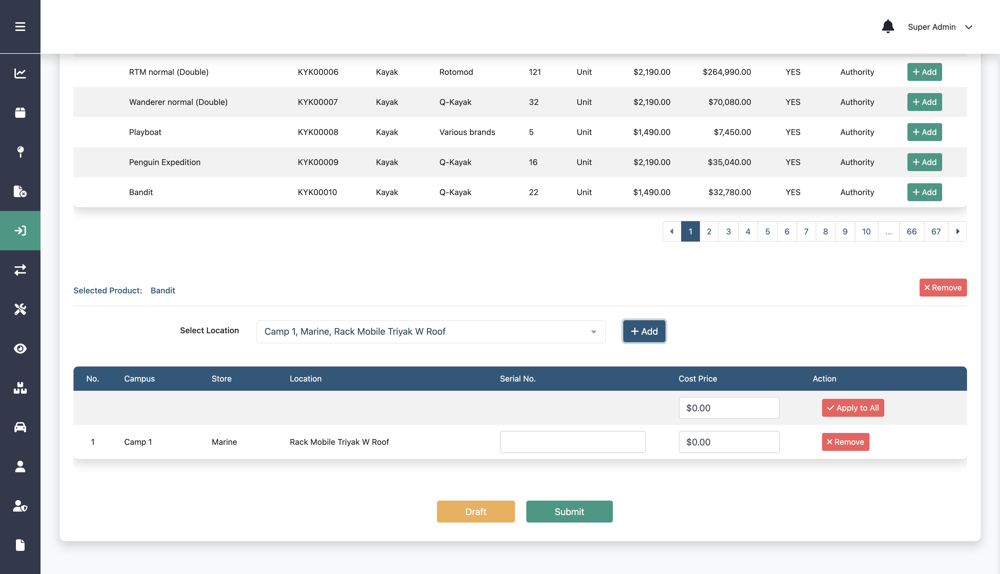 Super Admin
RTM normal (Double) KYK00006 Kayak Rotomod 121 Unit $2,190.00 $264,990.00 YES Authority + Add
Wanderer normal (Double) KYK00007 Kayak Q-Kayak 32 Unit $2,190.00 $70,080.00 YES Authority + Add
Playboat KYK00008 Kayak Various brands 5 Unit $1,490.00 $7,450.00 YES Authority + Add
Penguin Expedition KYK00009 Kayak Q-Kayak 16 Unit $2,190.00 $35,040.00 YES Authority + Add
Bandit KYK00010 Kayak Q-Kayak 22 Unit $1,490.00 $32,780.00 YES Authority + Add
1 2 3 4 5 6 7 8 9 10 ... 66 67
Selected Product: Bandit × Remove
Select Location Camp 1, Marine, Rack Mobile Triyak W Roof + Add
No. Campus Store Location Serial No. Cost Price Action
$0.00 ✓ Apply to All
1 Camp 1 Marine Rack Mobile Triyak W Roof $0.00 × Remove
Draft Submit